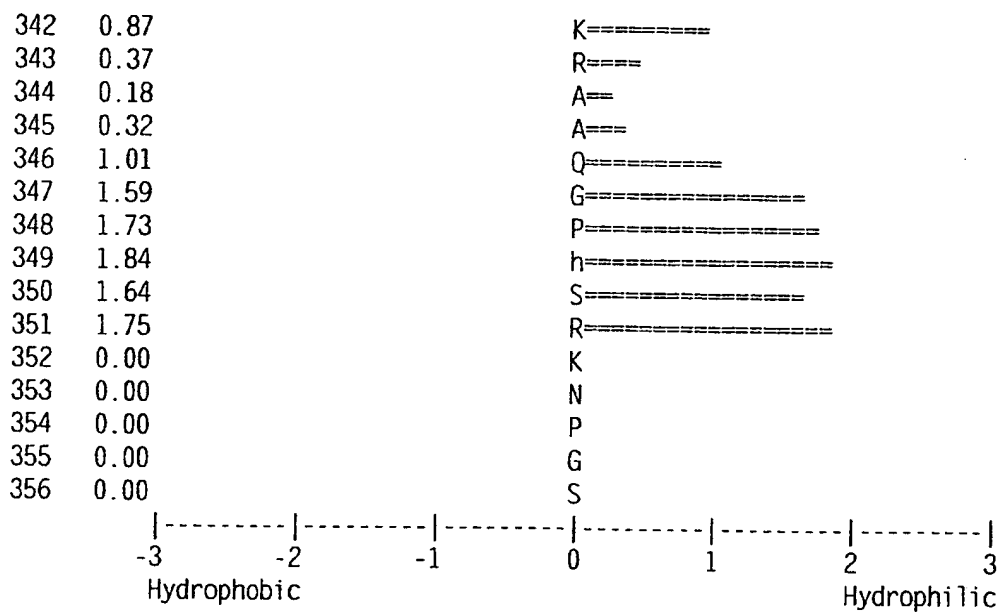 342 0.87 K=========
343 0.37 R====
344 0.18 A==
345 0.32 A===
346 1.01 Q==========
347 1.59 G================
348 1.73 P=================
349 1.84 h==================
350 1.64 S================
351 1.75 R==================
352 0.00 K
353 0.00 N
354 0.00 P
355 0.00 G
356 0.00 S
|---------|---------|---------|---------|---------|---------|
-3 -2 -1 0 1 2 3
Hydrophobic Hydrophilic